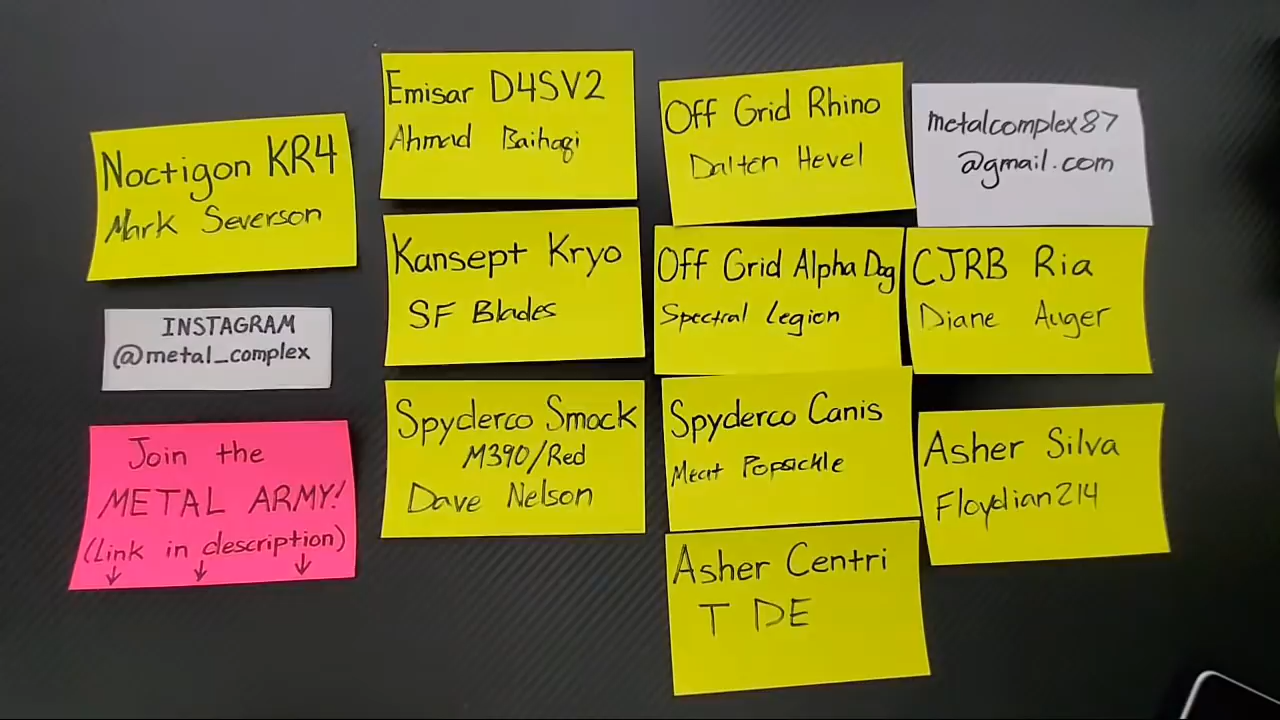 Noctigon KR4
Mark Severson
INSTAGRAM
@metal_complex
Join the
METAL ARMY!
(Link in description)
Emisar D4SV2
Ahmad Baihaqi
Kansept Kryo
SF Blades
Spyderco Smock
M390/Red
Dave Nelson
Off Grid Rhino
Dalten Hevel
Off Grid Alpha Dog
Spectral Legion
Spyderco Canis
Meat Popsickle
Asher Centri
T DE
metalcomplex87
@gmail.com
CJRB Ria
Diane Auger
Asher Silva
Floydian214